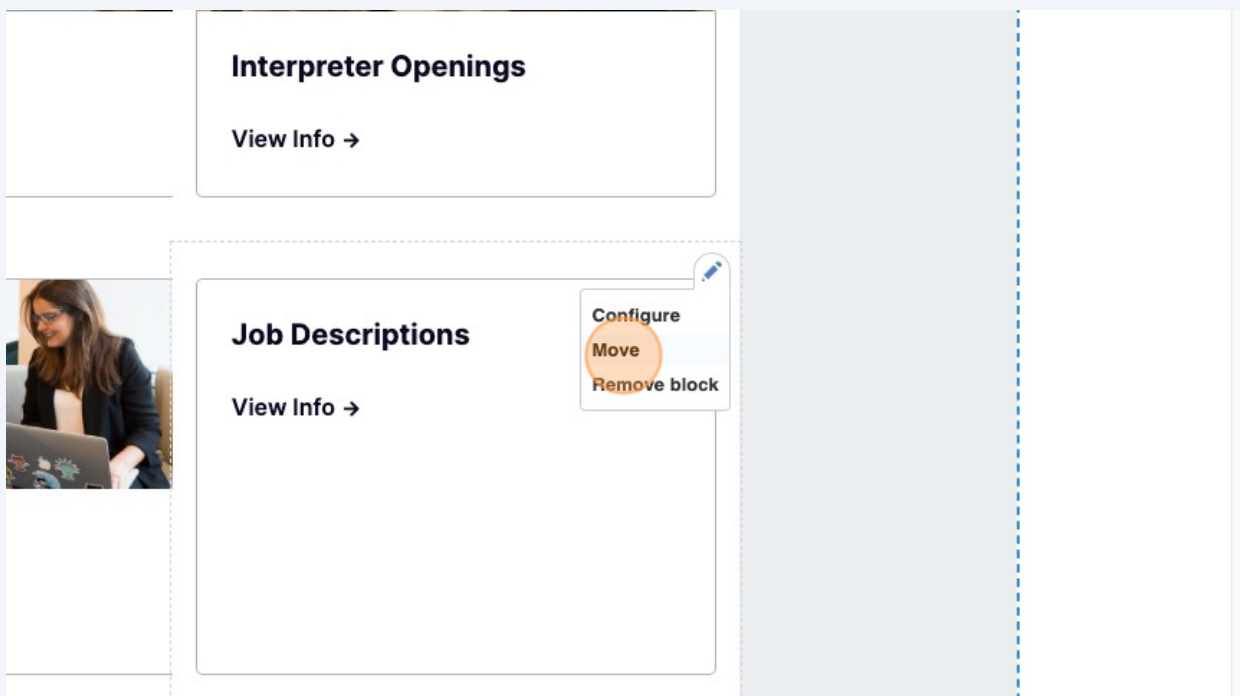 Interpreter Openings
View Info →
Job Descriptions
View Info →
Configure
Move
Remove block